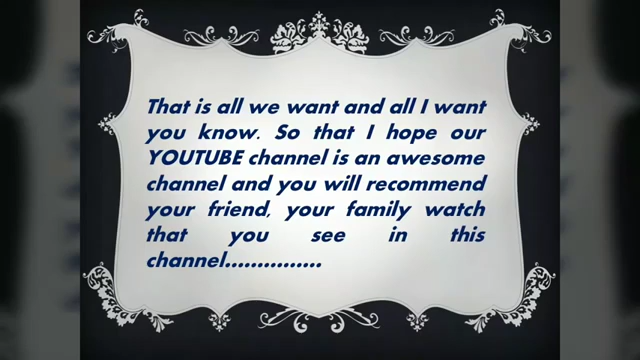 That is all we want and all I want
you know. So that I hope our
YOUTUBE channel is an awesome
channel and you will recommend
your friend, your family watch
that you see in this
channel...............